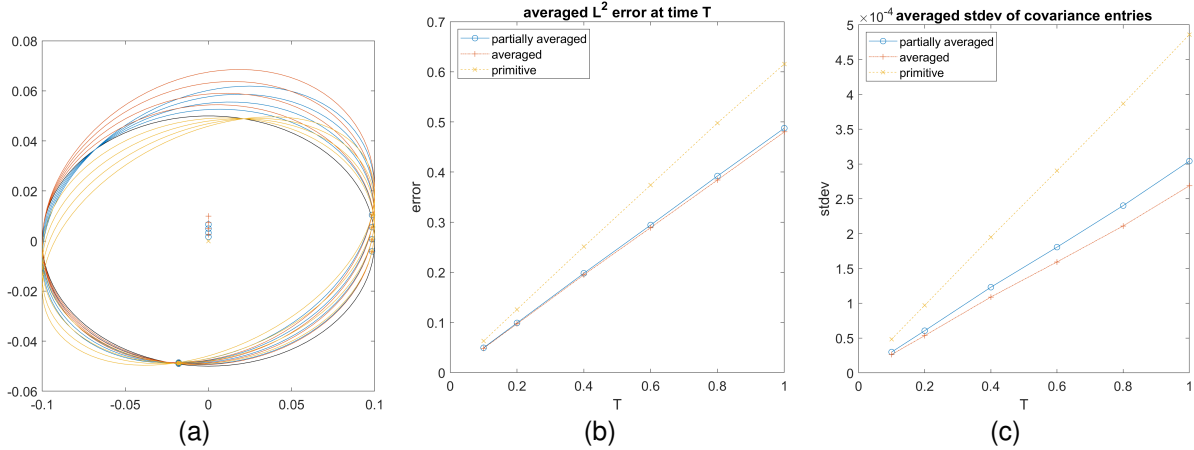 0.08
0.06
0.04
0.02
0
-0.02
-0.04
-0.06
-0.1
-0.05
0
0.05
0.1
(a)
averaged L² error at time T
partially averaged
averaged
primitive
0.7
0.6
0.5
0.4
0.3
0.2
0.1
0
error
0
0.2
0.4
0.6
0.8
1
T
(b)
×10⁻⁴ averaged stdev of covariance entries
partially averaged
averaged
primitive
5
4.5
4
3.5
3
2.5
2
1.5
1
0.5
0
stdev
0
0.2
0.4
0.6
0.8
1
T
(c)